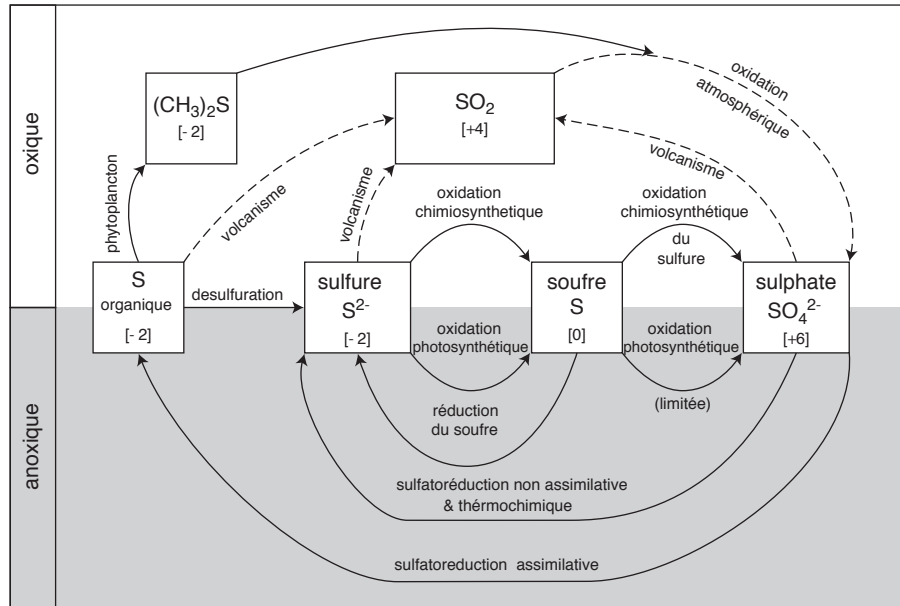 oxique
anoxique
(CH3)2S
[- 2]
SO2
[+4]
oxidation
atmosphérique
phytoplancton
volcanisme
volcanisme
volcanisme
oxidation
chimiosynthetique
oxidation
chimiosynthétique
du
sulfure
S
organique
[- 2]
desulfuration
sulfure
S2-
[- 2]
soufre
S
[0]
sulphate
SO42-
[+6]
oxidation
photosynthétique
oxidation
photosynthétique
(limitée)
réduction
du soufre
sulfatoréduction non assimilative
& thérmochimique
sulfatoreduction assimilative